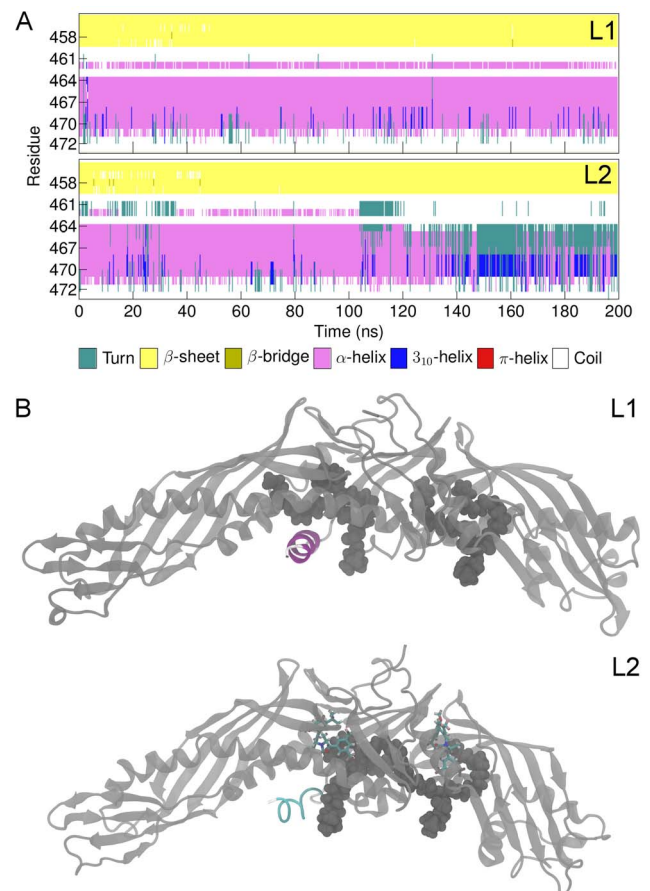 A
L1
458
461
464
467
470
472
Residue
L2
458
461
464
467
470
472
0 20 40 60 80 100 120 140 160 180 200
Time (ns)
Turn β-sheet β-bridge α-helix 3₁₀-helix π-helix Coil
B
L1
L2